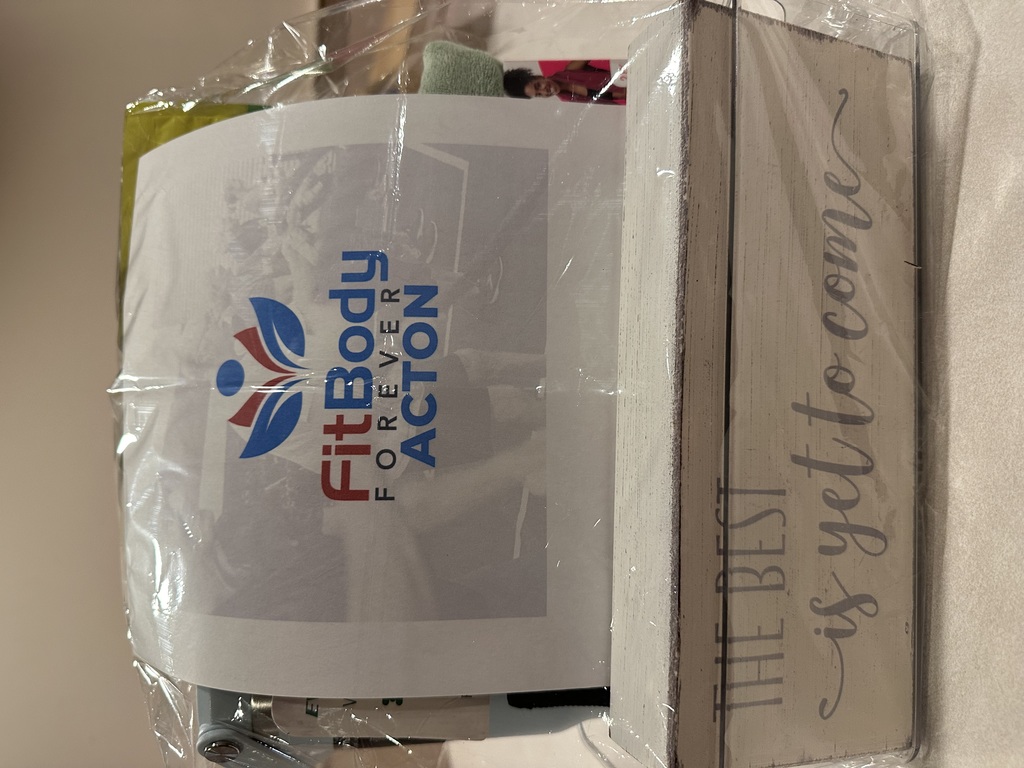 FitBody
FOREVER
ACTON
THE BEST
is yet to come